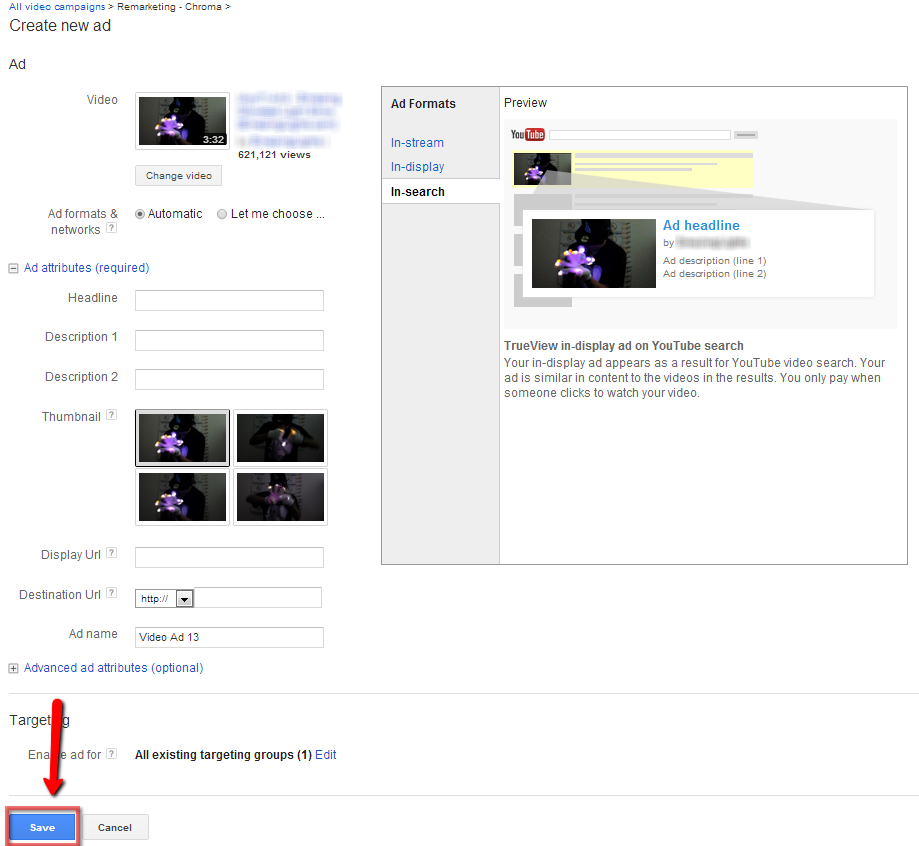 All video campaigns > Remarketing - Chroma >
Create new ad
Ad
Video
3:32
621,121 views
Change video
Ad formats & networks ?
Automatic
Let me choose ...
Ad attributes (required)
Headline
Description 1
Description 2
Thumbnail ?
Display Url ?
Destination Url ?
http://
Ad name
Video Ad 13
Advanced ad attributes (optional)
Ad Formats
In-stream
In-display
In-search
Preview
YouTube
Ad headline
by
Ad description (line 1)
Ad description (line 2)
TrueView in-display ad on YouTube search
Your in-display ad appears as a result for YouTube video search. Your
ad is similar in content to the videos in the results. You only pay when
someone clicks to watch your video.
Targeting
Enable ad for ?
All existing targeting groups (1) Edit
Save
Cancel